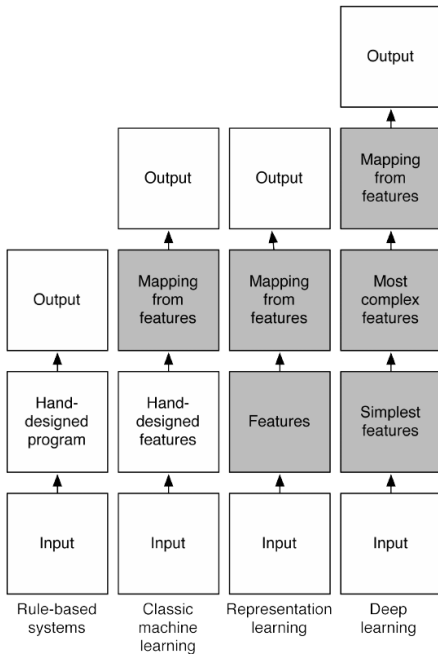 Output
Output
Output
Mapping
from
features
Output
Mapping
from
features
Mapping
from
features
Most
complex
features
Hand-
designed
program
Hand-
designed
features
Features
Simplest
features
Input
Input
Input
Input
Rule-based
systems
Classic
machine
learning
Representation
learning
Deep
learning